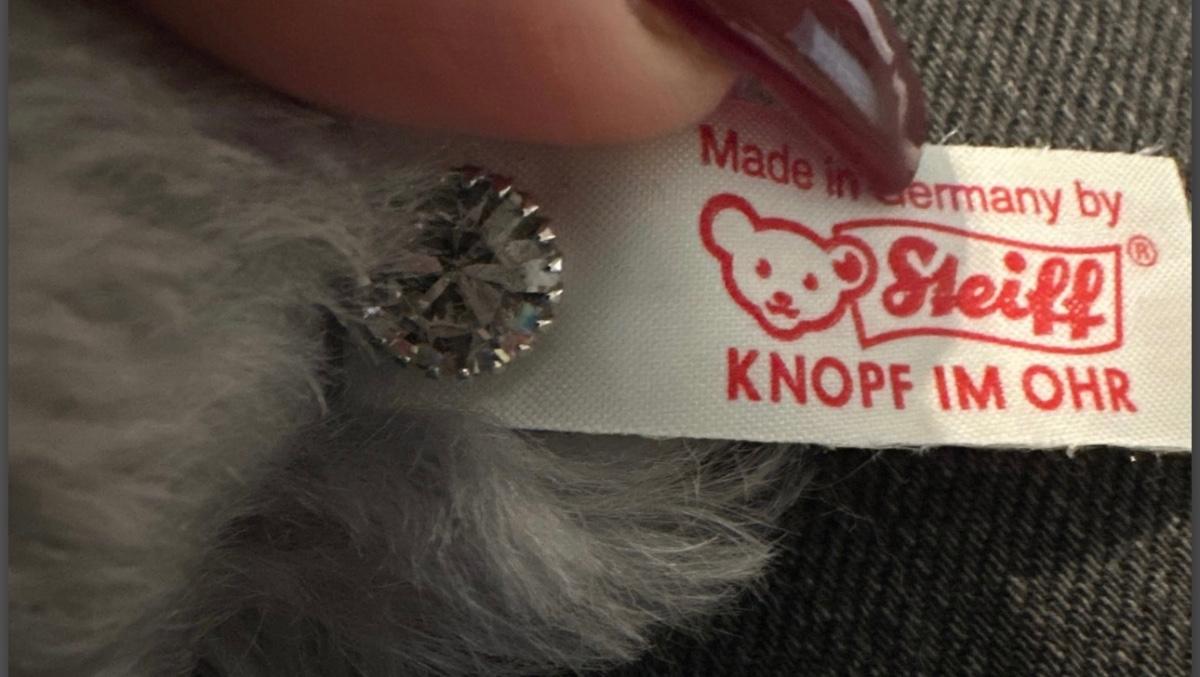 Made in Germany by
Steiff®
KNOPF IM OHR